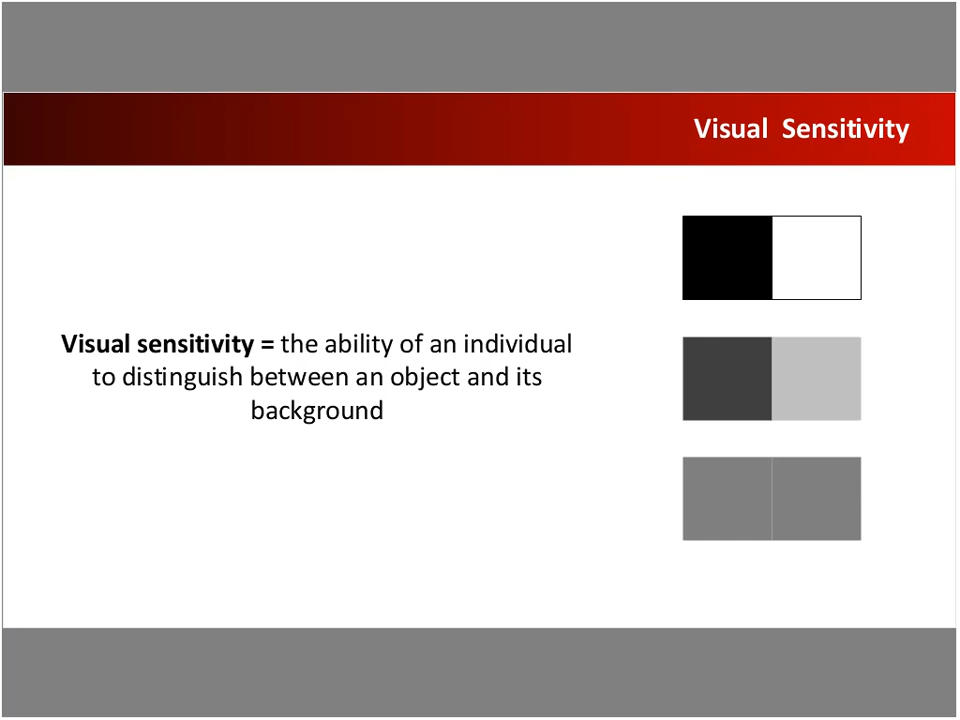 Visual Sensitivity
Visual sensitivity = the ability of an individual
to distinguish between an object and its
background